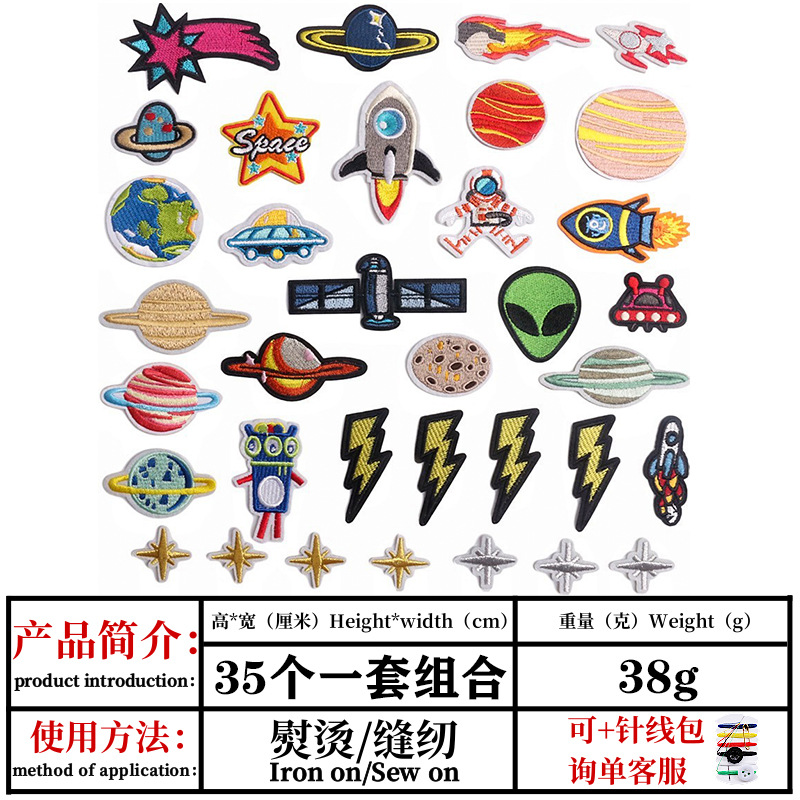 Space
高*宽（厘米）Height*width（cm）
重量（克）Weight（g）
产品简介：
product introduction：
35个一套组合
38g
使用方法：
method of application：
熨烫/缝纫
Iron on/Sew on
可+针线包
询单客服